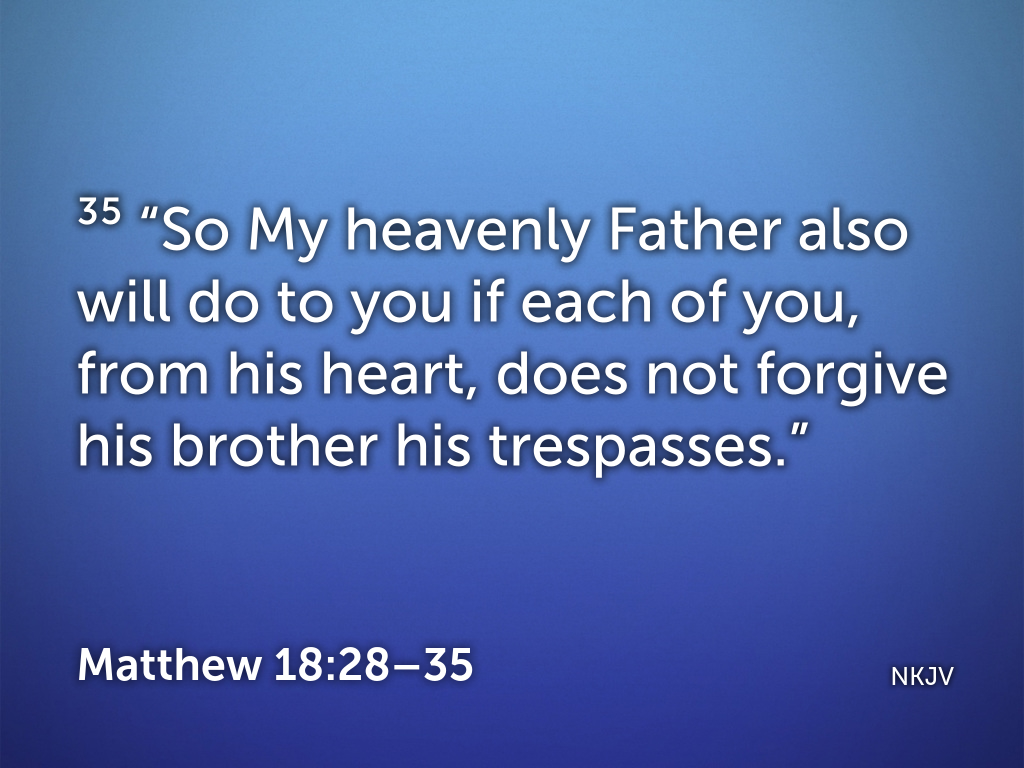 35 “So My heavenly Father also
will do to you if each of you,
from his heart, does not forgive
his brother his trespasses.”
Matthew 18:28–35
NKJV